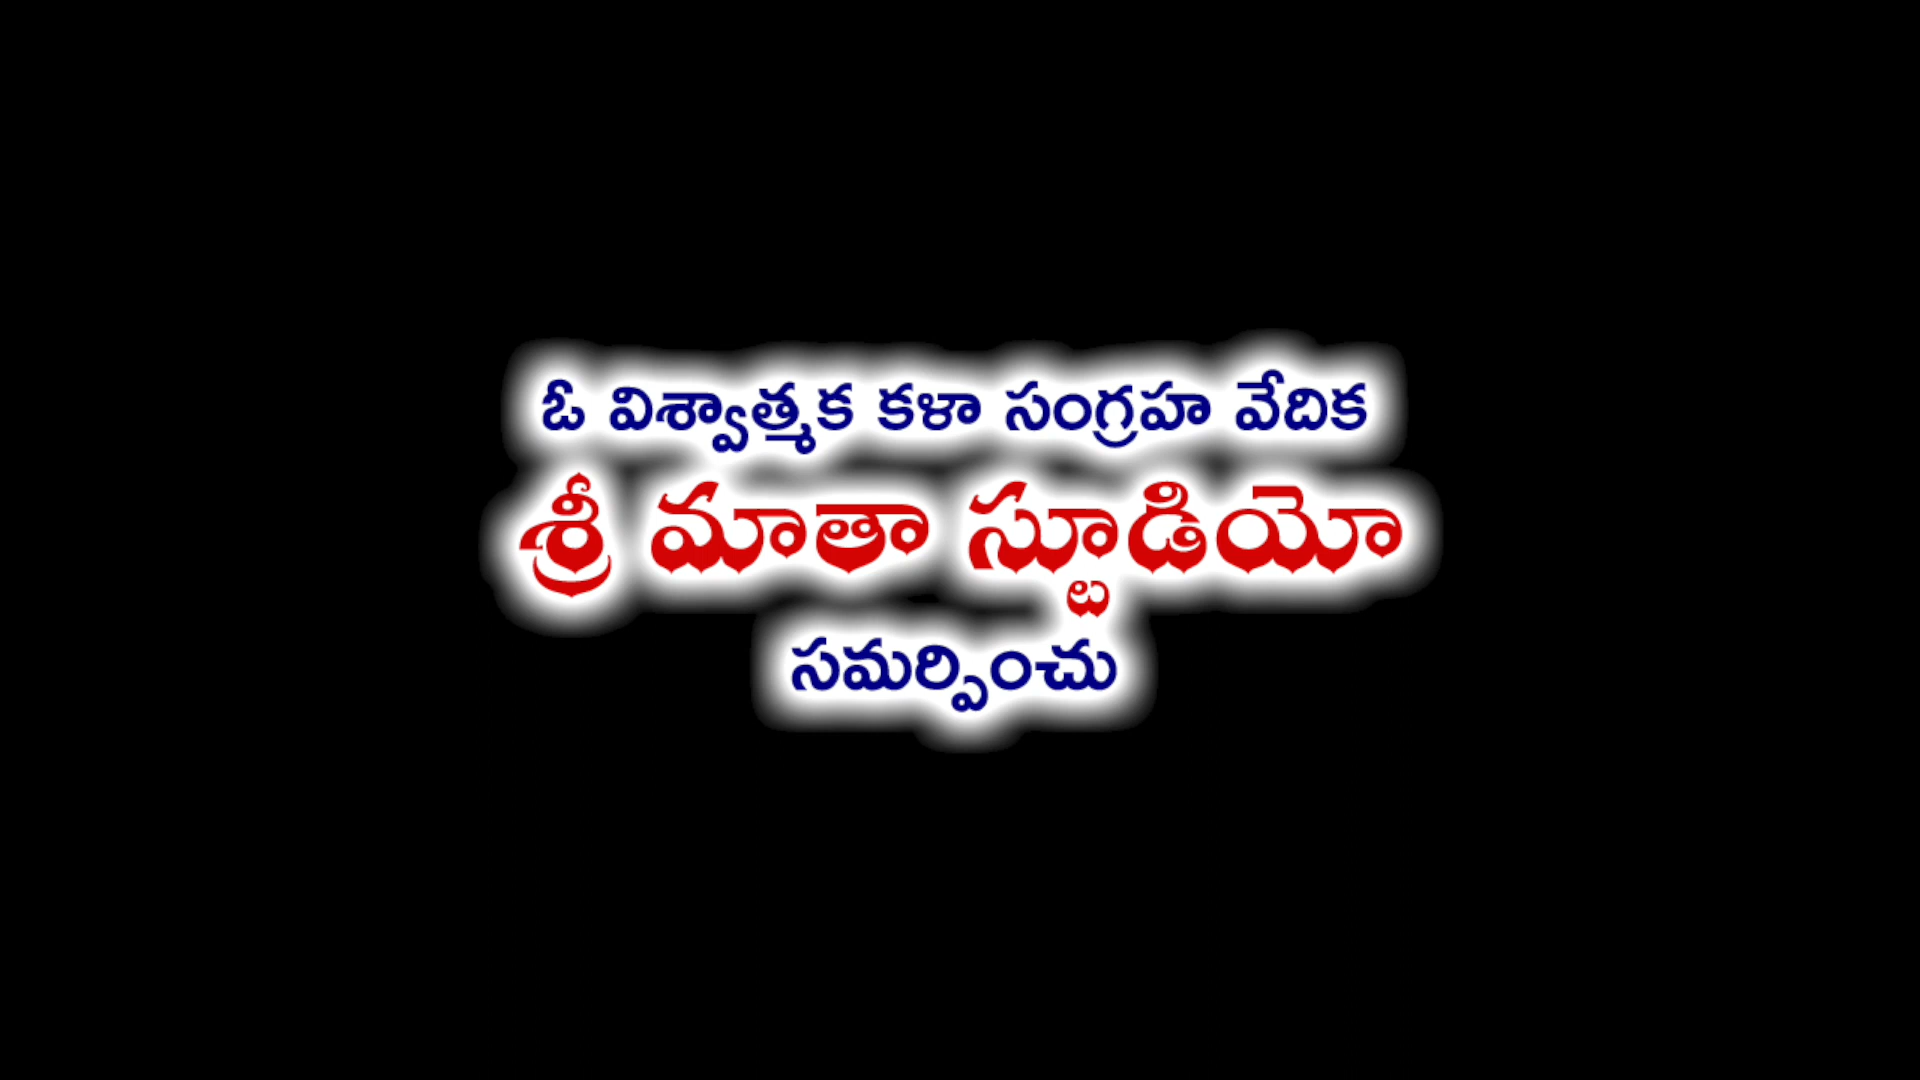 ఓ విశ్వాత్మక కళా సంగ్రహ వేదిక
శ్రీ మాతా స్టూడియో
సమర్పించు